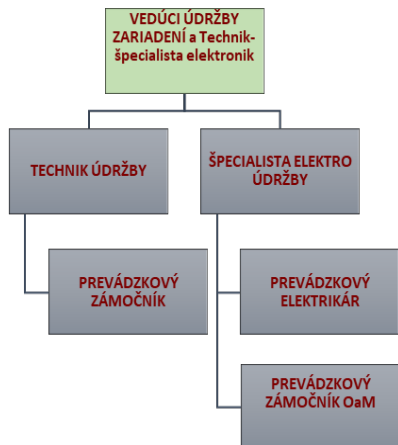 VEDÚCI ÚDRŽBY
ZARIADENÍ a Technik-
špecialista elektronik
TECHNIK ÚDRŽBY
ŠPECIALISTA ELEKTRO
ÚDRŽBY
PREVÁDZKOVÝ
ZÁMOČNÍK
PREVÁDZKOVÝ
ELEKTRIKÁR
PREVÁDZKOVÝ
ZÁMOČNÍK OaM